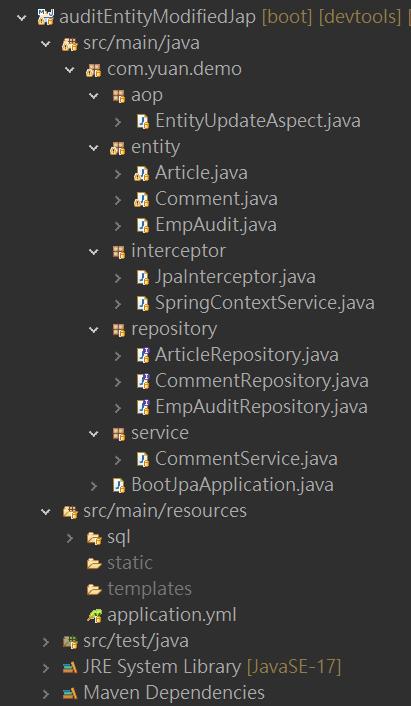 auditEntityModifiedJap [boot] [devtools]
src/main/java
com.yuan.demo
aop
EntityUpdateAspect.java
entity
Article.java
Comment.java
EmpAudit.java
interceptor
JpaInterceptor.java
SpringContextService.java
repository
ArticleRepository.java
CommentRepository.java
EmpAuditRepository.java
service
CommentService.java
BootUpaApplication.java
src/main/resources
sql
static
templates
application.yml
src/test/java
JRE System Library [JavaSE-17]
Maven Dependencies